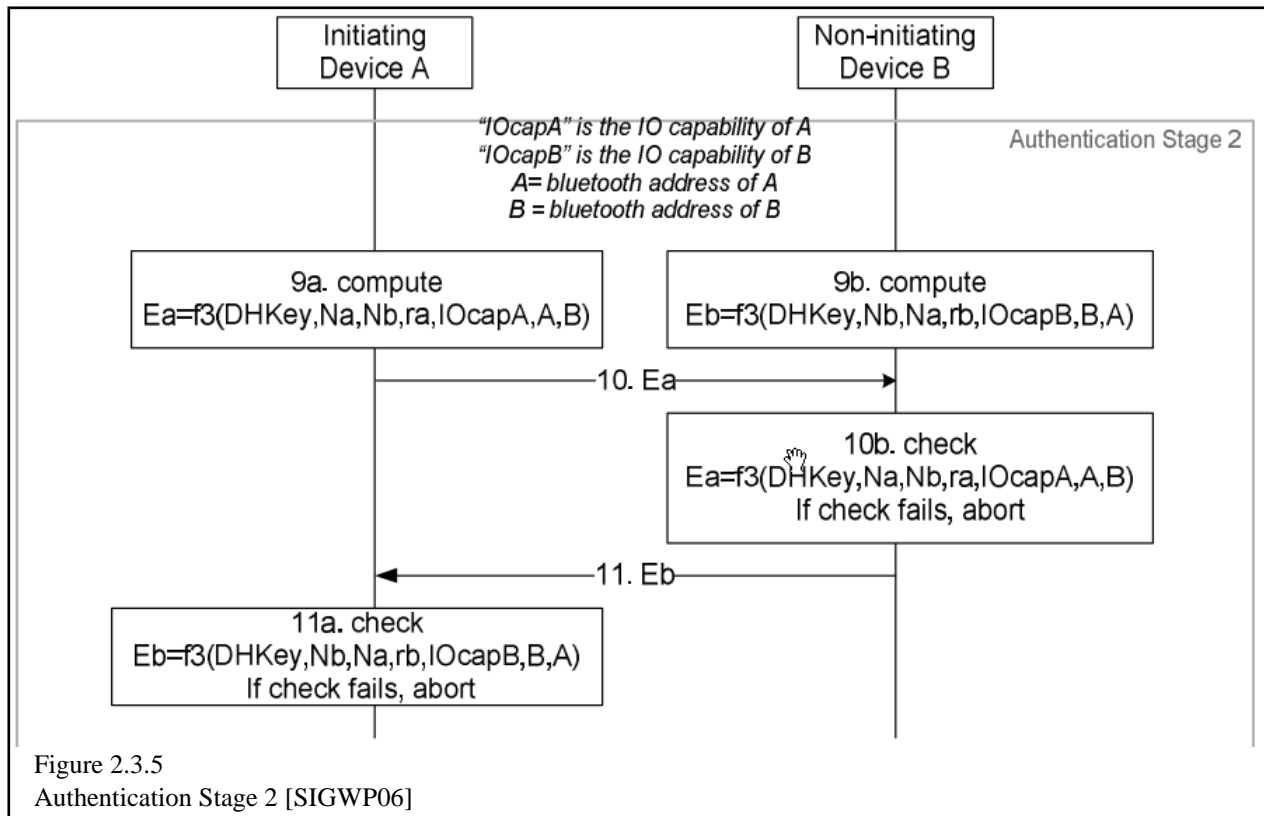 Initiating
Device A
Non-initiating
Device B
"IOcapA" is the IO capability of A
"IOcapB" is the IO capability of B
A= bluetooth address of A
B = bluetooth address of B
Authentication Stage 2
9a. compute
Ea=f3(DHKey,Na,Nb,ra,IOcapA,A,B)
9b. compute
Eb=f3(DHKey,Nb,Na,rb,IOcapB,B,A)
10. Ea
10b. check
Ea=f3(DHKey,Na,Nb,ra,IOcapA,A,B)
If check fails, abort
11. Eb
11a. check
Eb=f3(DHKey,Nb,Na,rb,IOcapB,B,A)
If check fails, abort
Figure 2.3.5
Authentication Stage 2 [SIGWP06]